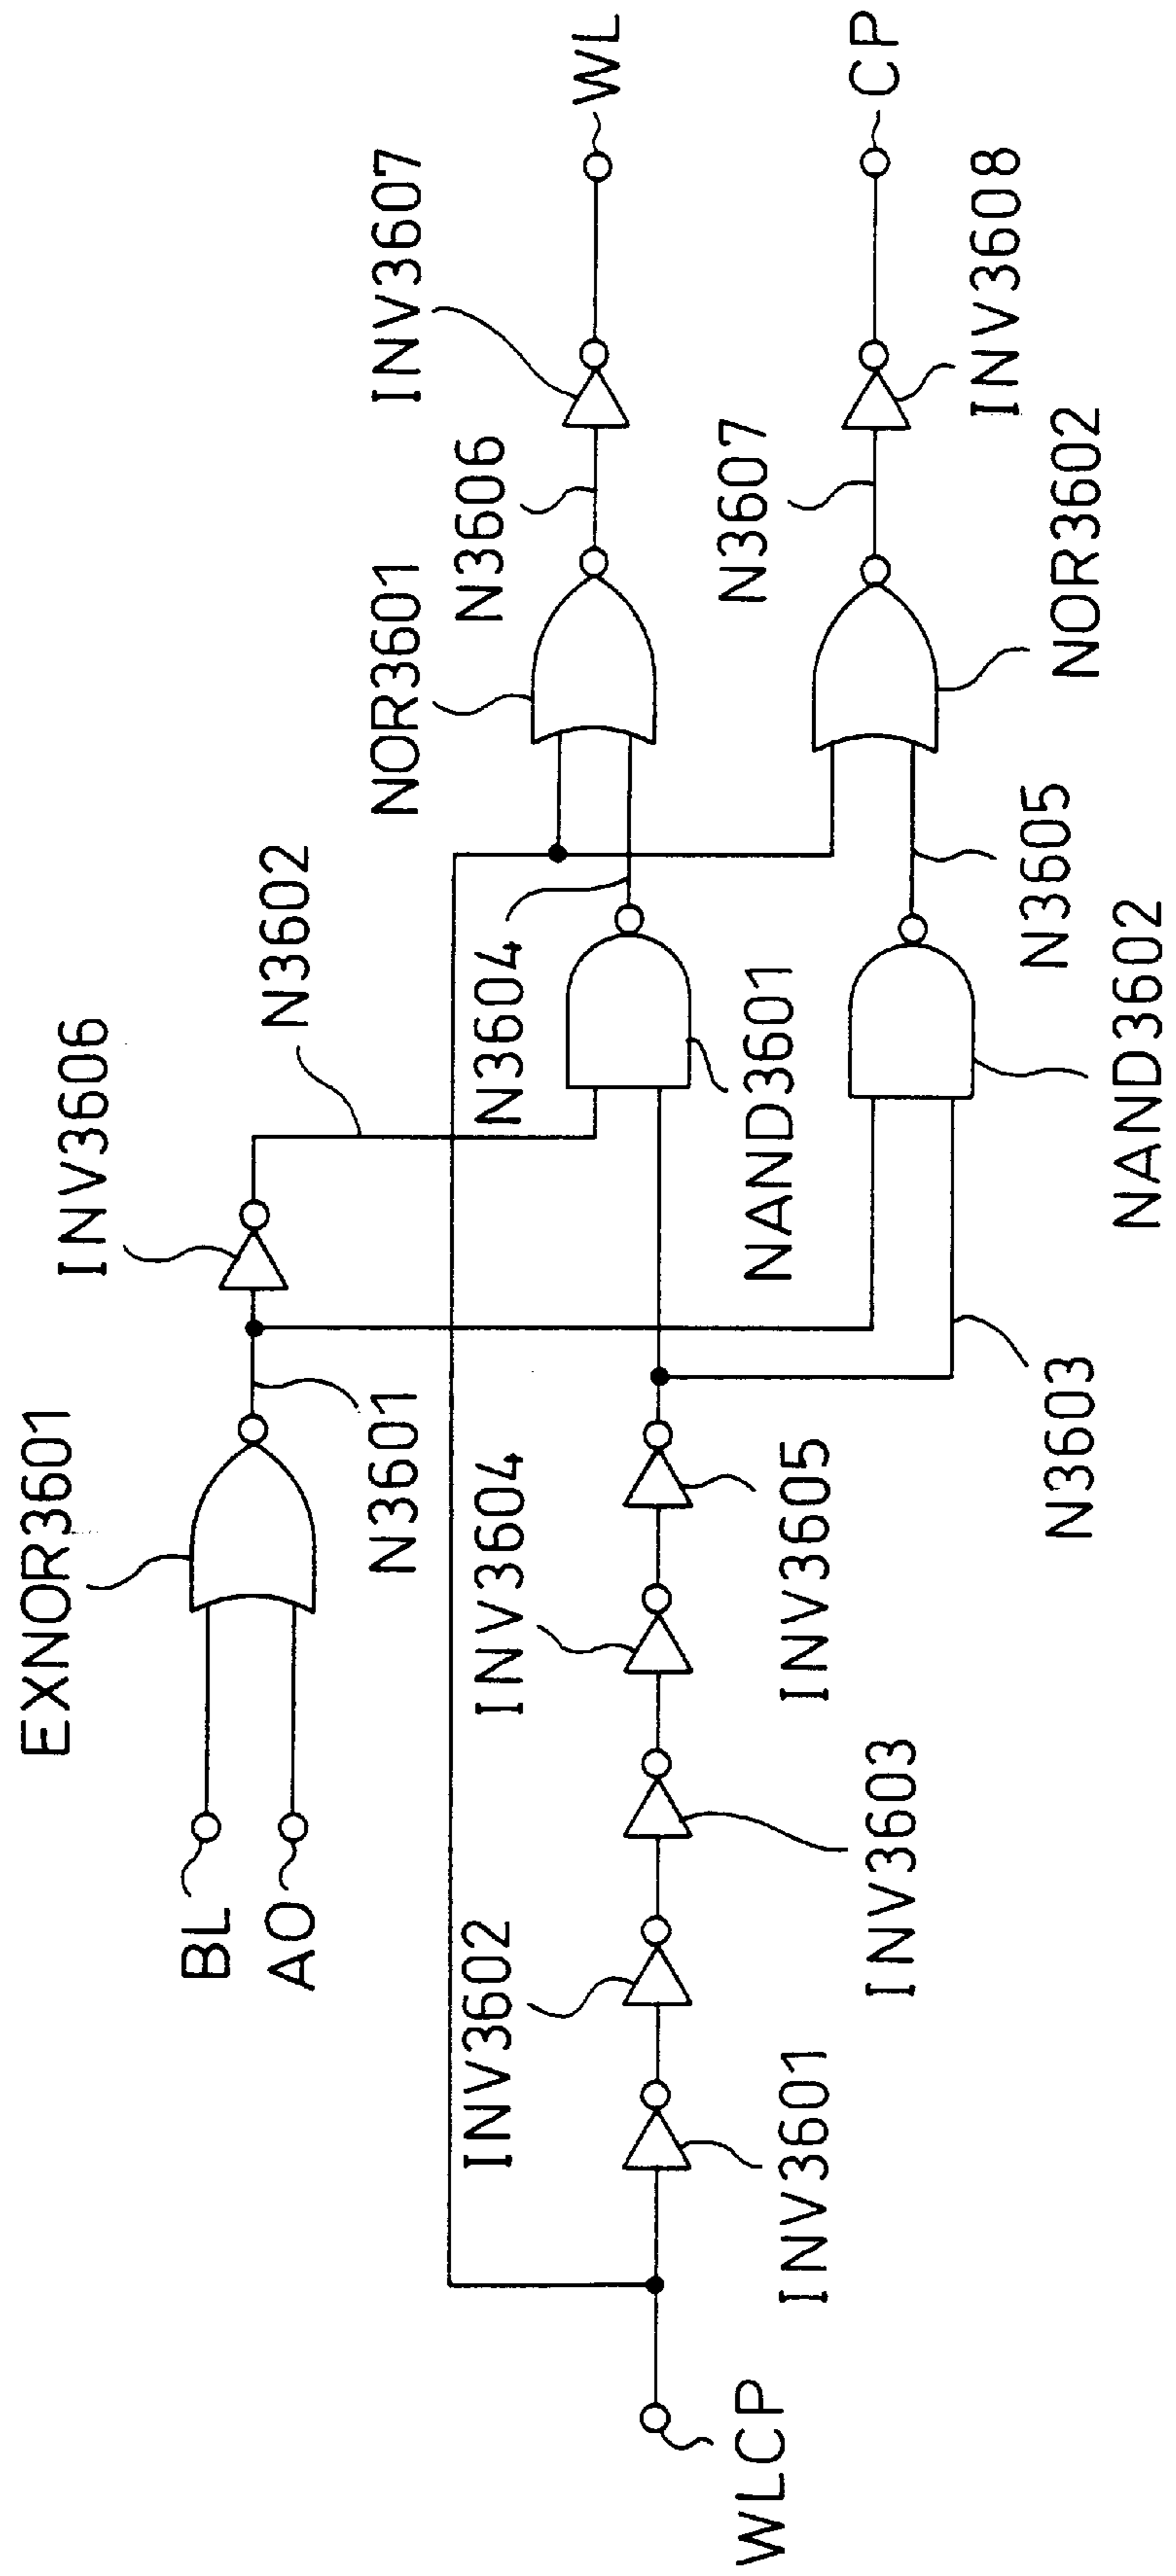 EXNOR3601
INV3606
N3602
NOR3601
INV3607
BL
AO
N3601
N3604
N3606
WL
INV3602
INV3604
NAND3601
N3607
CP
WLCP
INV3601
INV3603
INV3605
N3603
NAND3602
N3605
NOR3602
INV3608